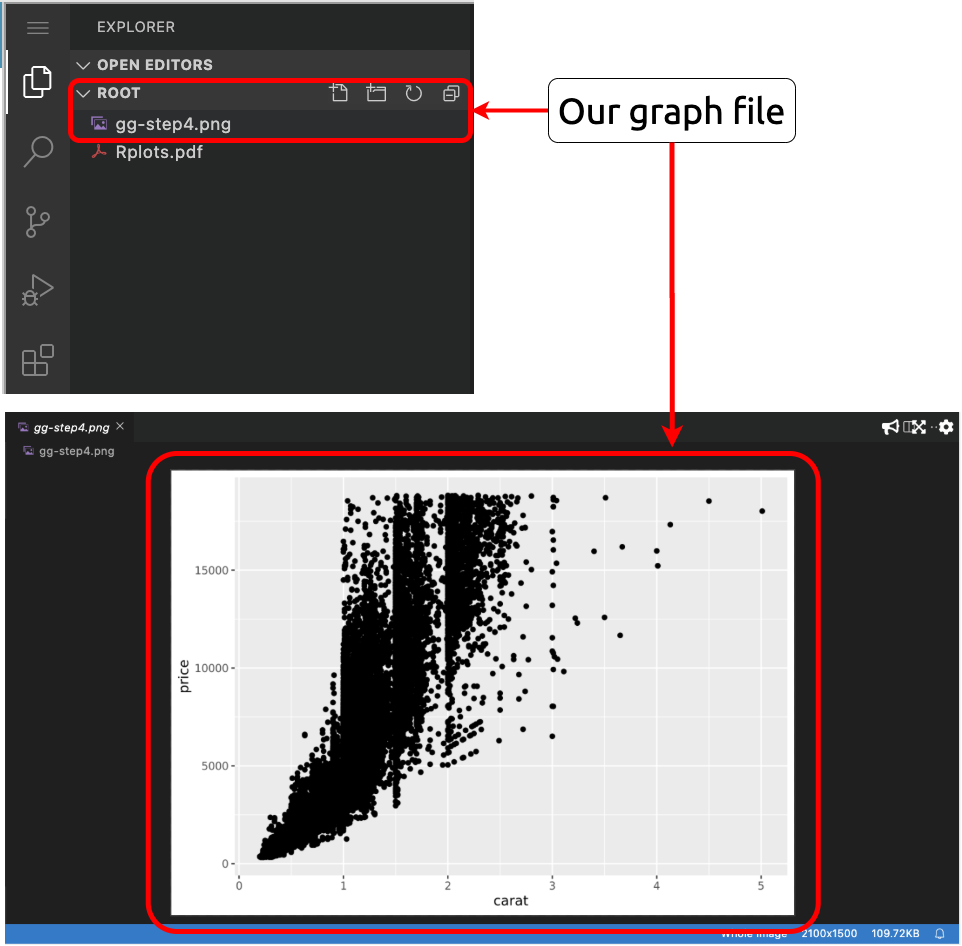 EXPLORER
OPEN EDITORS
ROOT
gg-step4.png
Rplots.pdf
Our graph file
gg-step4.png
gg-step4.png
price
15000
10000
5000
0
0 1 2 3 4 5
carat
Whole Image 2100x1500 109.72KB